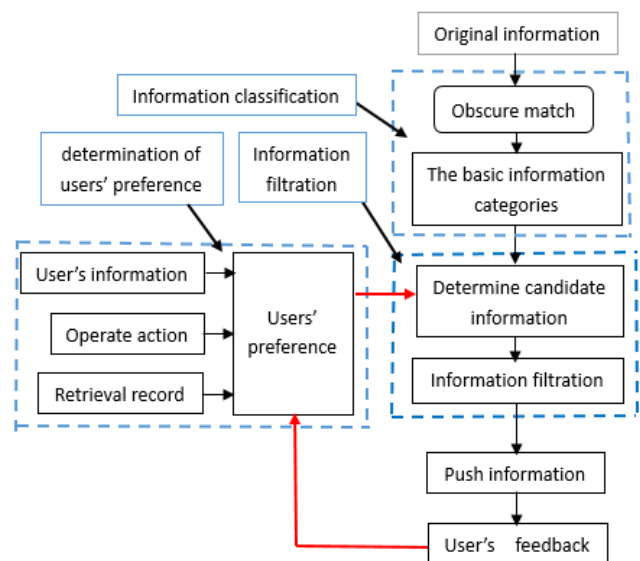 Original information
Information classification
Obscure match
determination of
users' preference
Information
filtration
The basic information
categories
User's information
Operate action
Retrieval record
Users'
preference
Determine candidate
information
Information filtration
Push information
User's feedback